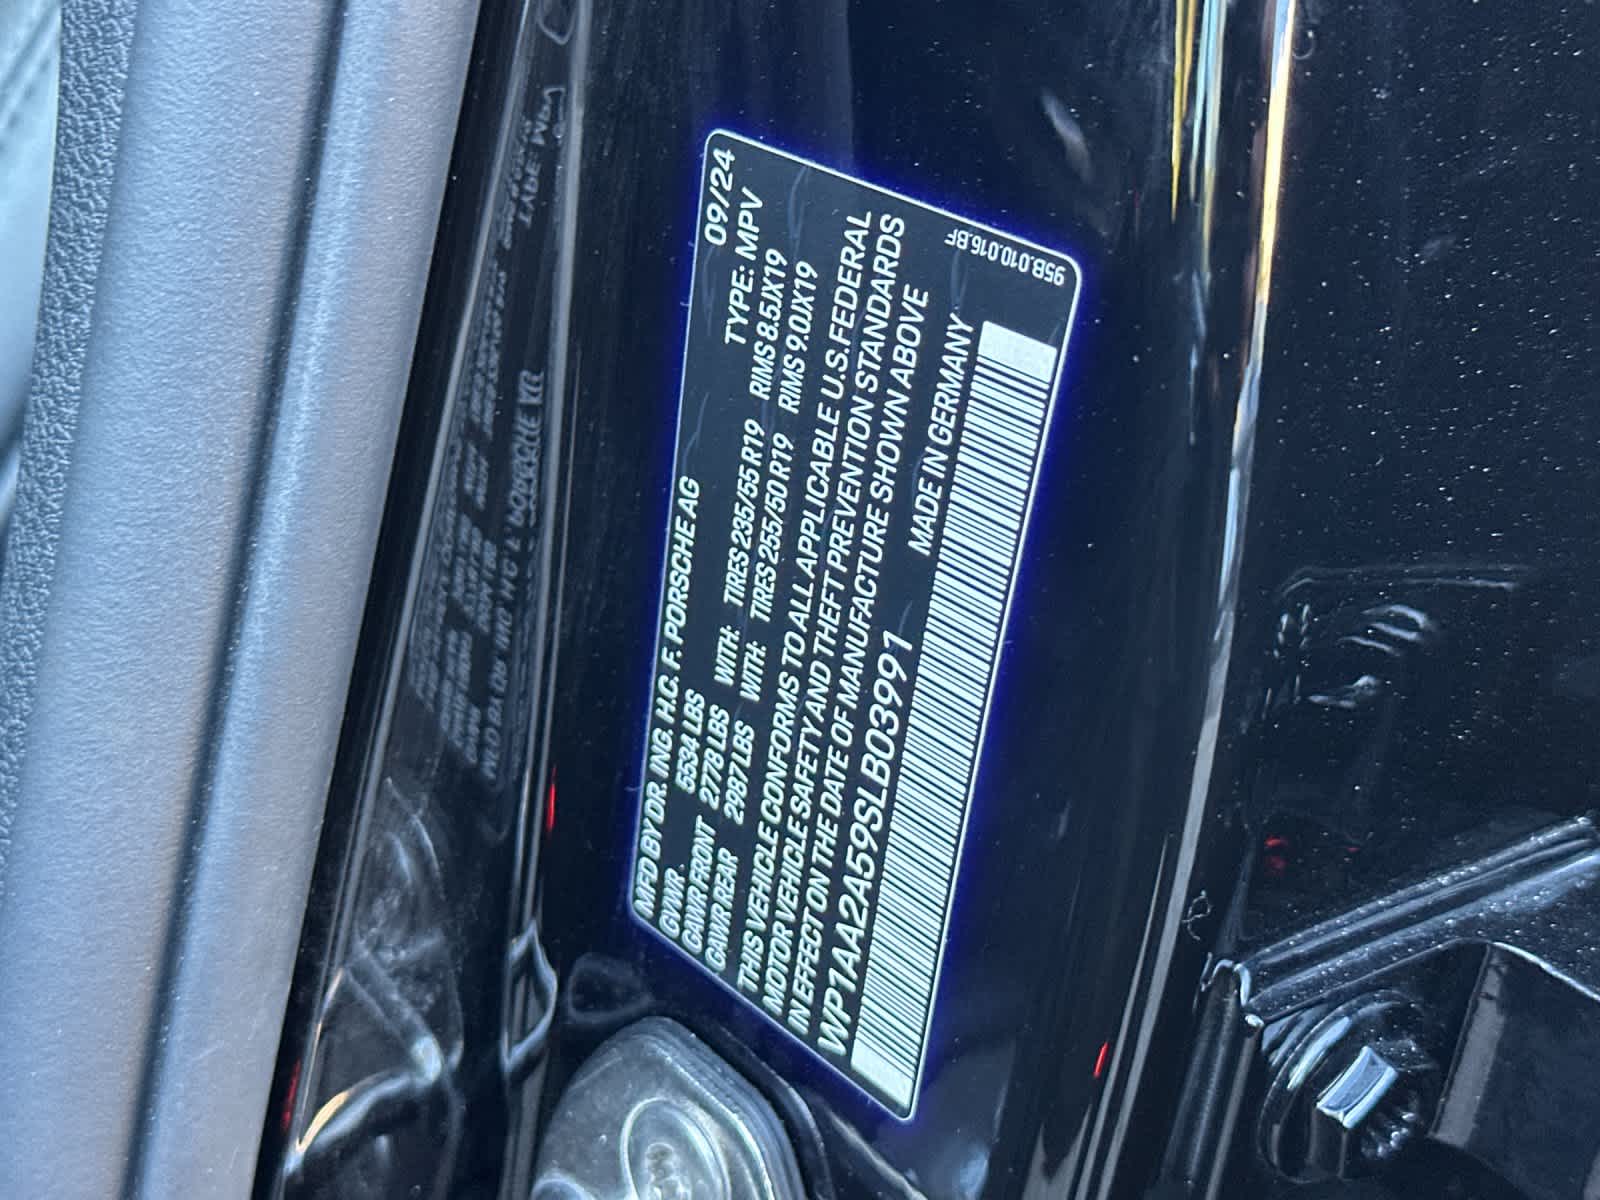 MFD BY DR. ING. H.C. F. PORSCHE AG 09/24
GVWR. 5534 LBS TYPE: MPV
GAWR FRONT 2778 LBS WITH: TIRES 235/55 R19 RIMS 8.5JX19
GAWR REAR 2987 LBS WITH: TIRES 255/50 R19 RIMS 9.0JX19
THIS VEHICLE CONFORMS TO ALL APPLICABLE U.S. FEDERAL
MOTOR VEHICLE SAFETY AND THEFT PREVENTION STANDARDS
IN EFFECT ON THE DATE OF MANUFACTURE SHOWN ABOVE
WP1AA2A59SLB03991 MADE IN GERMANY
95B.010.016.BF